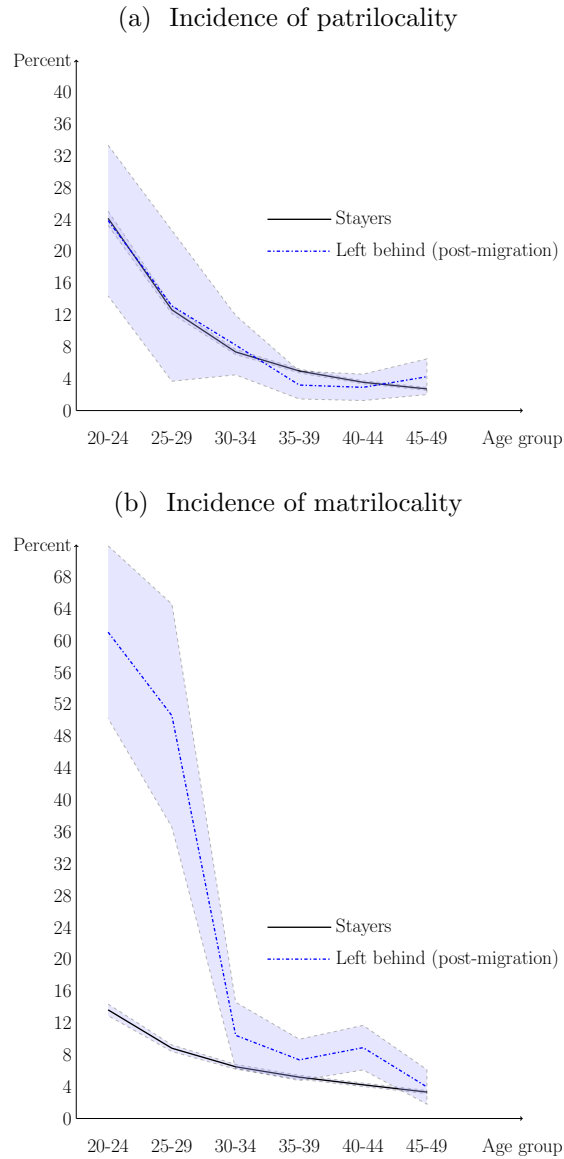 (a) Incidence of patrilocality
Percent
40
36
32
28
24
20
16
12
8
4
0
Stayers
Left behind (post-migration)
20-24 25-29 30-34 35-39 40-44 45-49 Age group
(b) Incidence of matrilocality
Percent
68
64
60
56
52
48
44
40
36
32
28
24
20
16
12
8
4
0
Stayers
Left behind (post-migration)
20-24 25-29 30-34 35-39 40-44 45-49 Age group